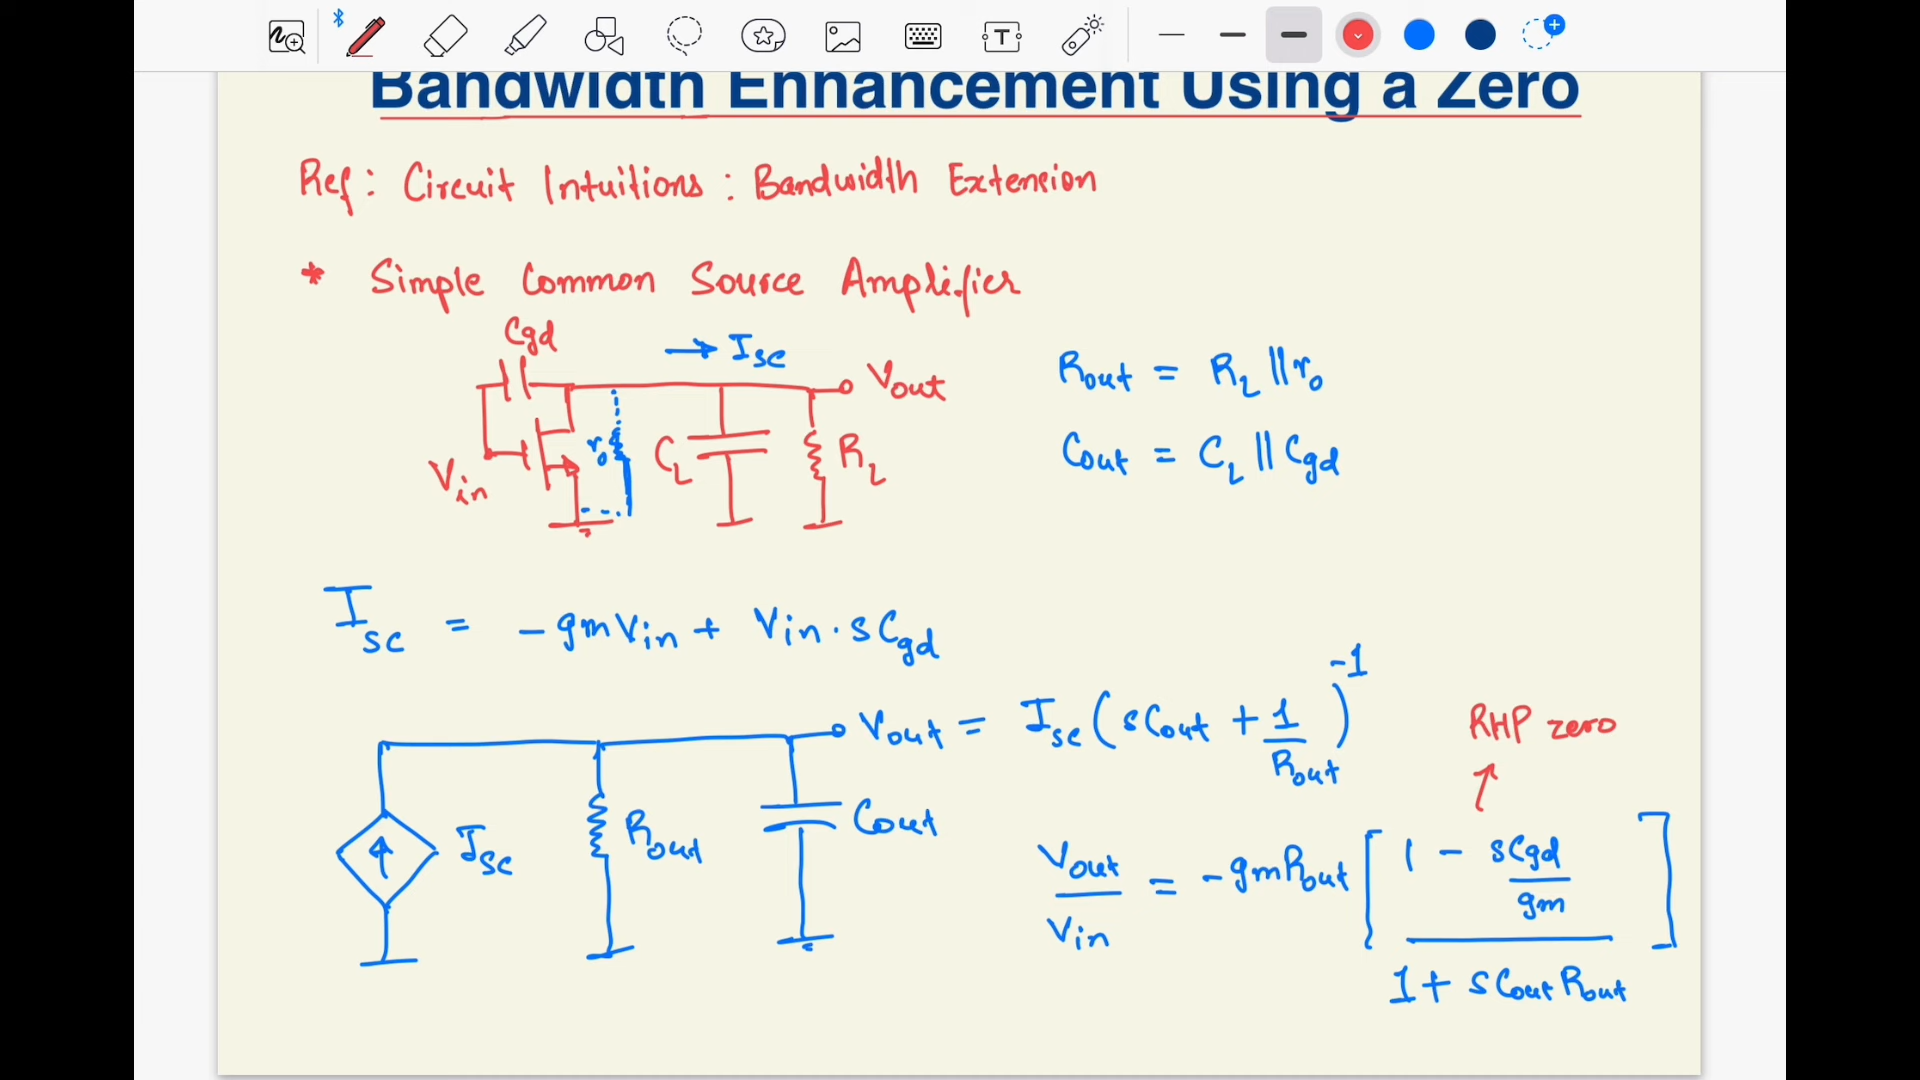 Bandwidth Enhancement Using a Zero
Ref: Circuit Intuitions: Bandwidth Extension
* Simple Common Source Amplifier
Cgd
→ Isc
Vout
Vin
ro
CL
RL
Rout = RL || ro
Cout = CL || Cgd
Isc = - gmVin + Vin · sCgd
Vout = Isc (sCout + 1/Rout)^-1
Isc
Rout
Cout
RHP zero
Vout/Vin = - gmRout [ (1 - sCgd/gm) / (1 + sCoutRout) ]